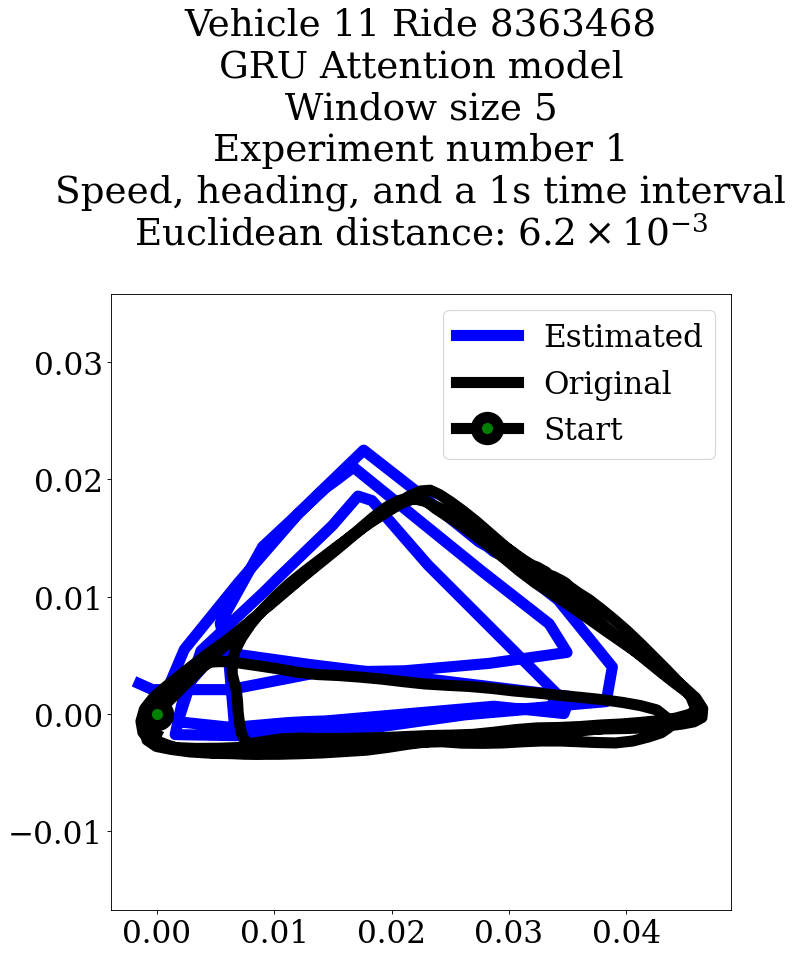 Vehicle 11 Ride 8363468
GRU Attention model
Window size 5
Experiment number 1
Speed, heading, and a 1s time interval
Euclidean distance: 6.2 × 10⁻³
Estimated
Original
Start
0.03
0.02
0.01
0.00
−0.01
0.00 0.01 0.02 0.03 0.04